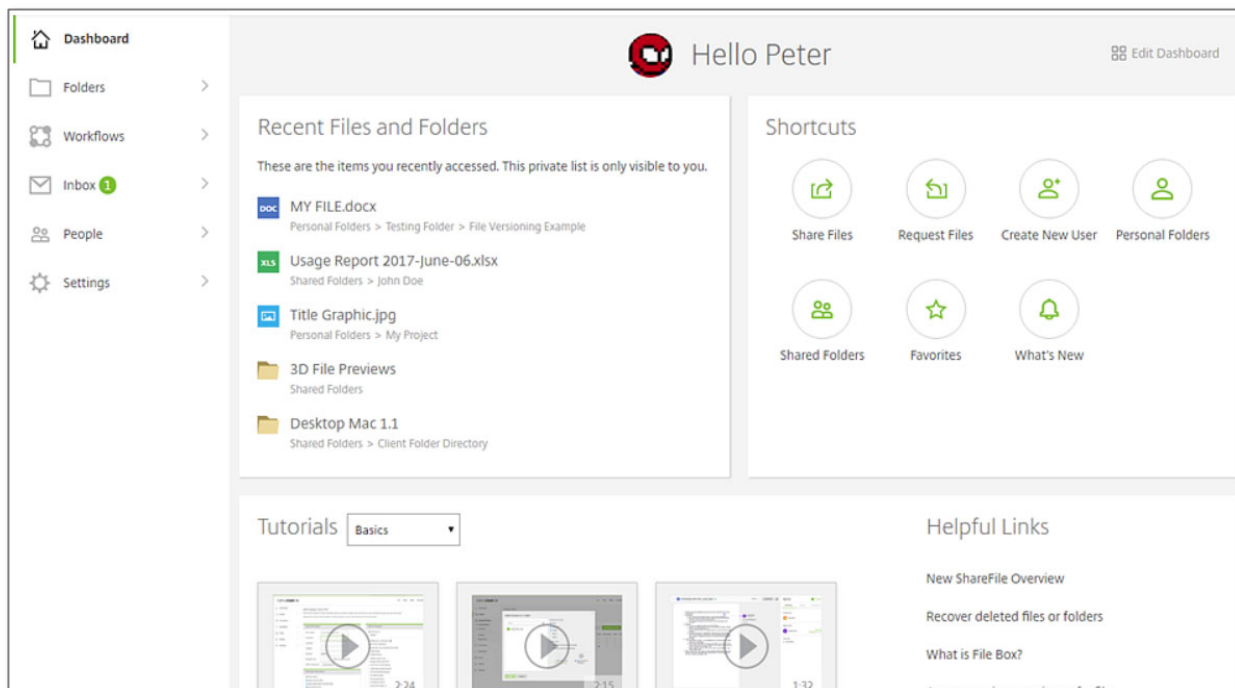 Dashboard
Folders
Workflows
Inbox 1
People
Settings
Hello Peter
Edit Dashboard
Recent Files and Folders
These are the items you recently accessed. This private list is only visible to you.
DOC MY FILE.docx
Personal Folders > Testing Folder > File Versioning Example
XLS Usage Report 2017-June-06.xlsx
Shared Folders > John Doe
Title Graphic.jpg
Personal Folders > My Project
3D File Previews
Shared Folders
Desktop Mac 1.1
Shared Folders > Client Folder Directory
Shortcuts
Share Files
Request Files
Create New User
Personal Folders
Shared Folders
Favorites
What's New
Tutorials Basics
2:24
2:15
1:32
Helpful Links
New ShareFile Overview
Recover deleted files or folders
What is File Box?